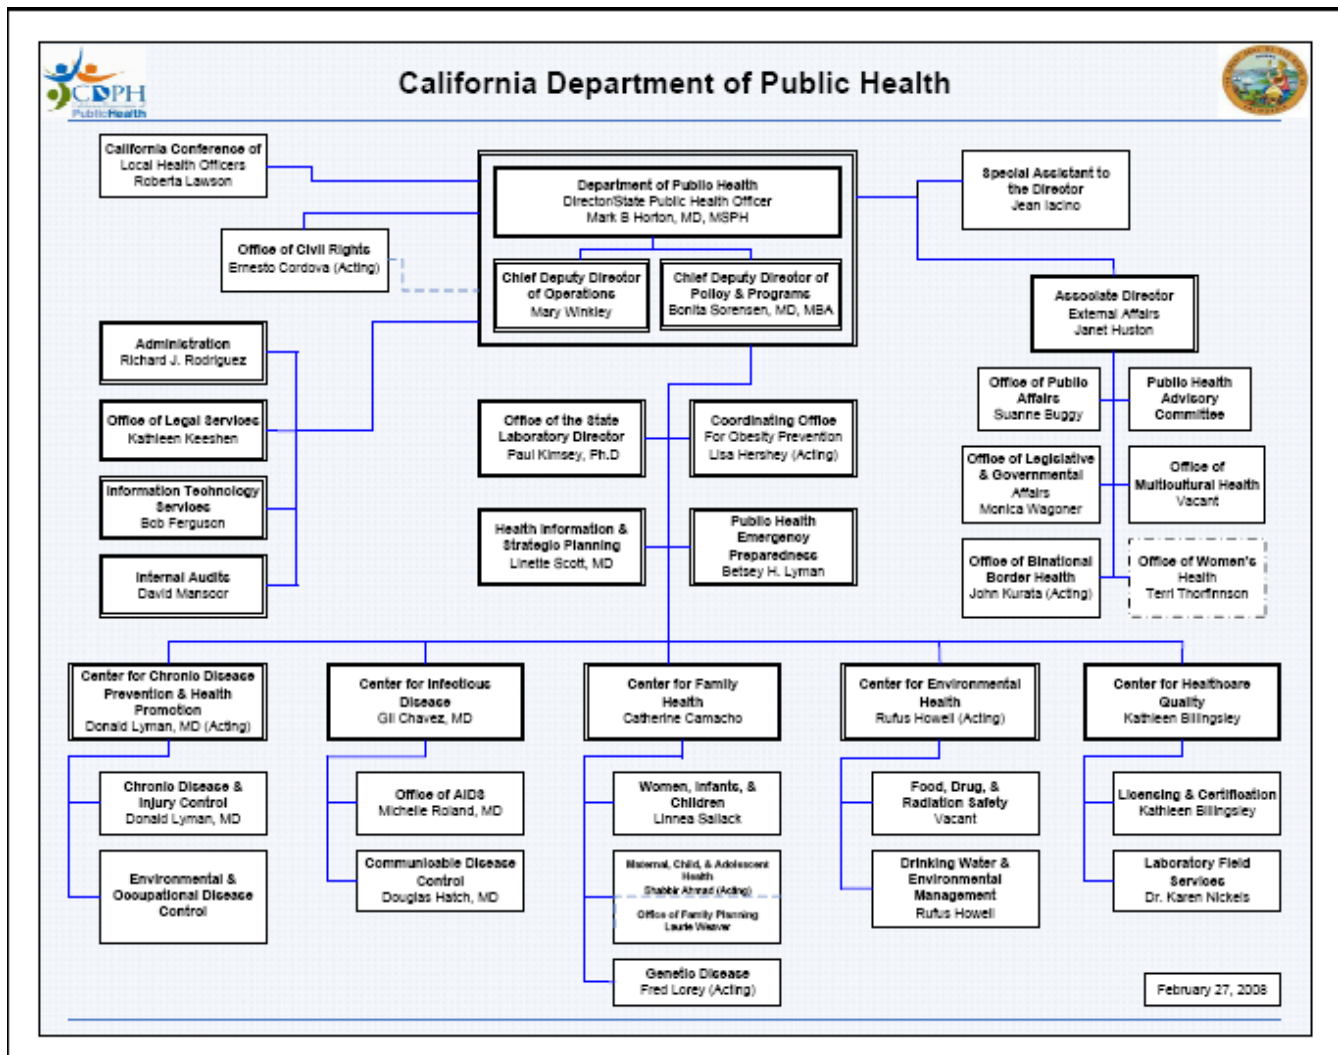 CDPH
PublicHealth
California Department of Public Health
California Conference of
Local Health Officers
Roberta Lawson
Department of Public Health
Director/State Public Health Officer
Mark B Horton, MD, MSPH
Special Assistant to
the Director
Jean Iacino
Office of Civil Rights
Ernesto Cordova (Acting)
Chief Deputy Director
of Operations
Mary Winkley
Chief Deputy Director of
Policy & Programs
Bonita Sorensen, MD, MBA
Associate Director
External Affairs
Janet Huston
Administration
Richard J. Rodriguez
Office of Legal Services
Kathleen Keeshen
Information Technology
Services
Bob Ferguson
Internal Audits
David Mansoor
Office of the State
Laboratory Director
Paul Kimsey, Ph.D
Coordinating Office
For Obesity Prevention
Lisa Hershey (Acting)
Health Information &
Strategic Planning
Linette Scott, MD
Public Health
Emergency
Preparedness
Betsey H. Lyman
Office of Public
Affairs
Suanne Buggy
Public Health
Advisory
Committee
Office of Legislative
& Governmental
Affairs
Monica Wagoner
Office of
Multicultural Health
Vacant
Office of Binational
Border Health
John Kurata (Acting)
Office of Women's
Health
Terri Thorfinnson
Center for Chronic Disease
Prevention & Health
Promotion
Donald Lyman, MD (Acting)
Center for Infectious
Disease
Gil Chavez, MD
Center for Family
Health
Catherine Camacho
Center for Environmental
Health
Rufus Howell (Acting)
Center for Healthcare
Quality
Kathleen Billingsley
Chronic Disease &
Injury Control
Donald Lyman, MD
Environmental &
Occupational Disease
Control
Office of AIDS
Michelle Roland, MD
Communicable Disease
Control
Douglas Hatch, MD
Women, Infants, &
Children
Linnea Sallack
Maternal, Child, & Adolescent
Health
Shabbir Ahmad (Acting)
Office of Family Planning
Laurie Weaver
Genetic Disease
Fred Lorey (Acting)
Food, Drug, &
Radiation Safety
Vacant
Drinking Water &
Environmental
Management
Rufus Howell
Licensing & Certification
Kathleen Billingsley
Laboratory Field
Services
Dr. Karen Nickels
February 27, 2008